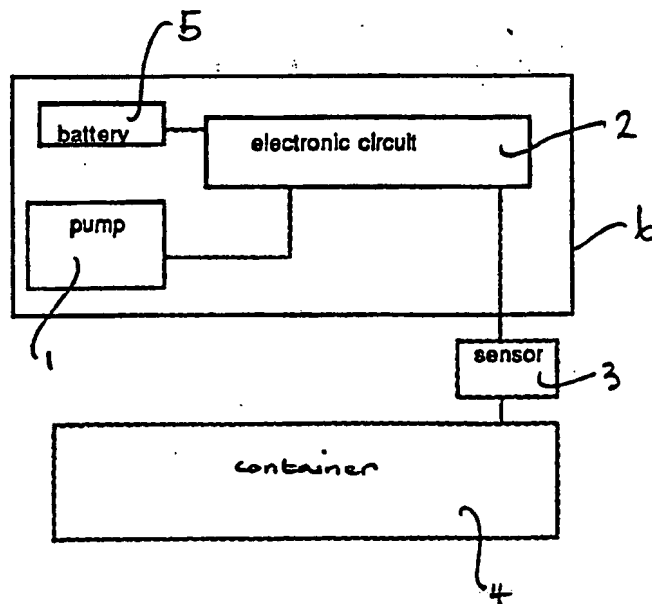 5
battery
electronic circuit
2
pump
6
1
sensor
3
container
4